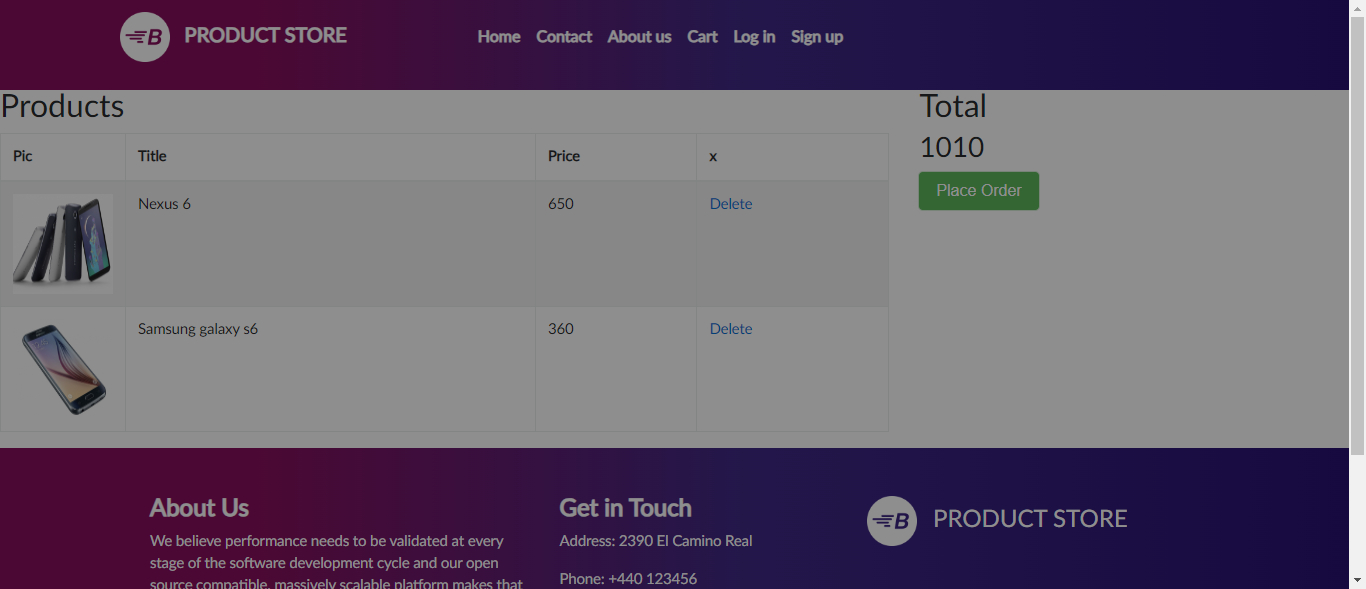 B PRODUCT STORE
Home Contact About us Cart Log in Sign up
Products
Total
1010
Place Order
Pic Title Price x
Nexus 6 650 Delete
Samsung galaxy s6 360 Delete
About Us
We believe performance needs to be validated at every
stage of the software development cycle and our open
source compatible, massively scalable platform makes that
Get in Touch
Address: 2390 El Camino Real
Phone: +440 123456
B PRODUCT STORE